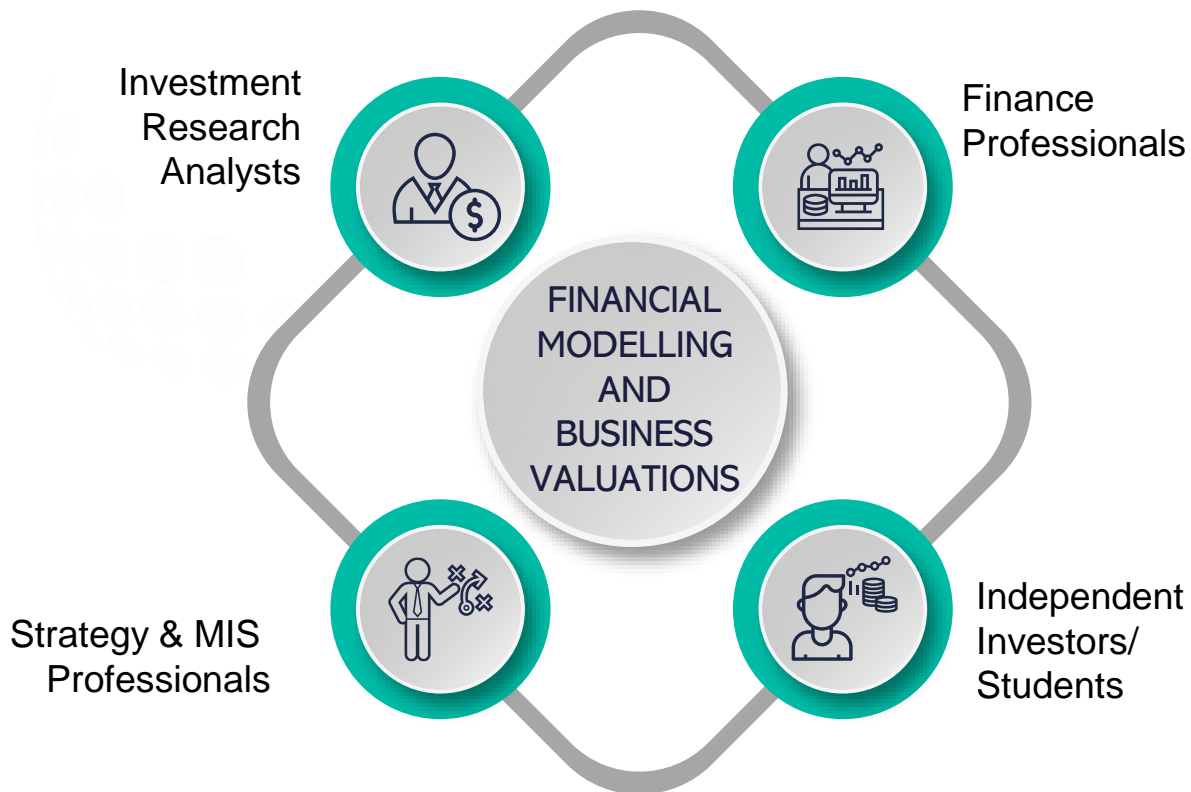 Investment
Research
Analysts
Finance
Professionals
FINANCIAL
MODELLING
AND
BUSINESS
VALUATIONS
Strategy & MIS
Professionals
Independent
Investors/
Students